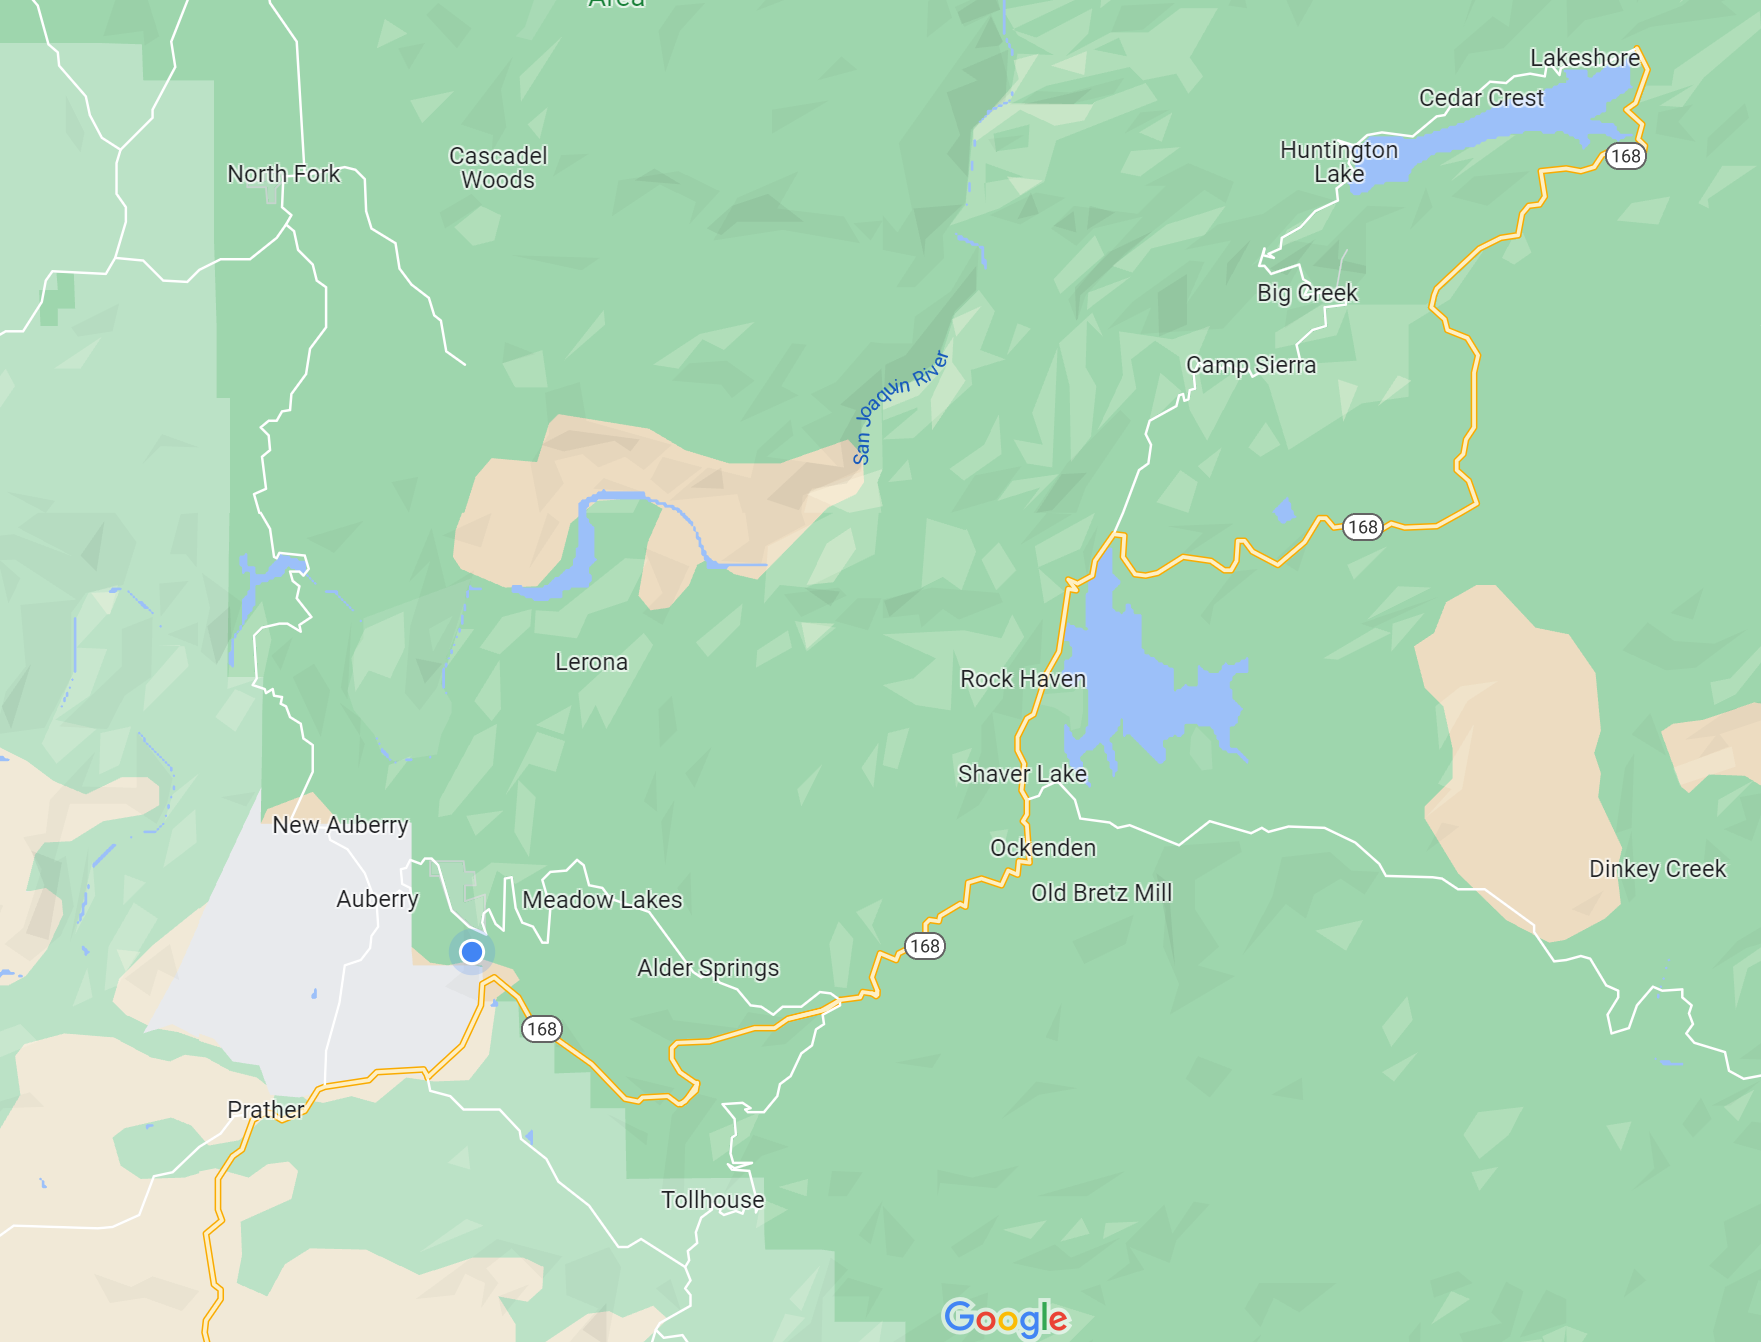 Area
Lakeshore
Cedar Crest
Huntington
Lake
168
Cascadel
Woods
North Fork
Big Creek
Camp Sierra
San Joaquin River
168
Lerona
Rock Haven
Shaver Lake
New Auberry
Ockenden
Dinkey Creek
Auberry
Meadow Lakes
Old Bretz Mill
168
Alder Springs
168
Prather
Tollhouse
Google